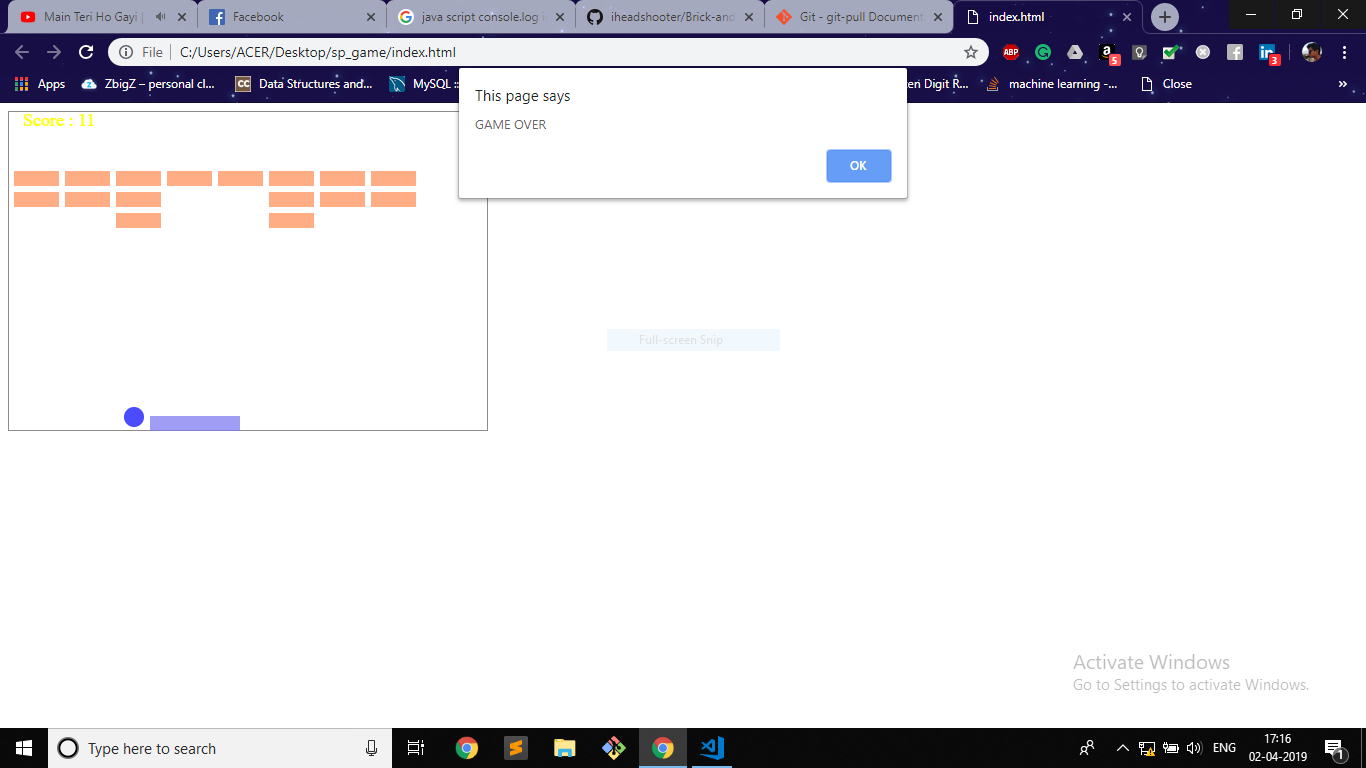 Main Teri Ho Gayi |
Facebook
java script console.log i
iheadshooter/Brick-and
Git - git-pull Document
index.html
File
C:/Users/ACER/Desktop/sp_game/index.html
ABP
5
3
Apps
ZbigZ – personal cl...
CC
Data Structures and...
MySQL ::
en Digit R...
machine learning -...
Close
»
This page says
GAME OVER
OK
Score : 11
Full-screen Snip
Activate Windows
Go to Settings to activate Windows.
Type here to search
ENG
17:16
02-04-2019
1